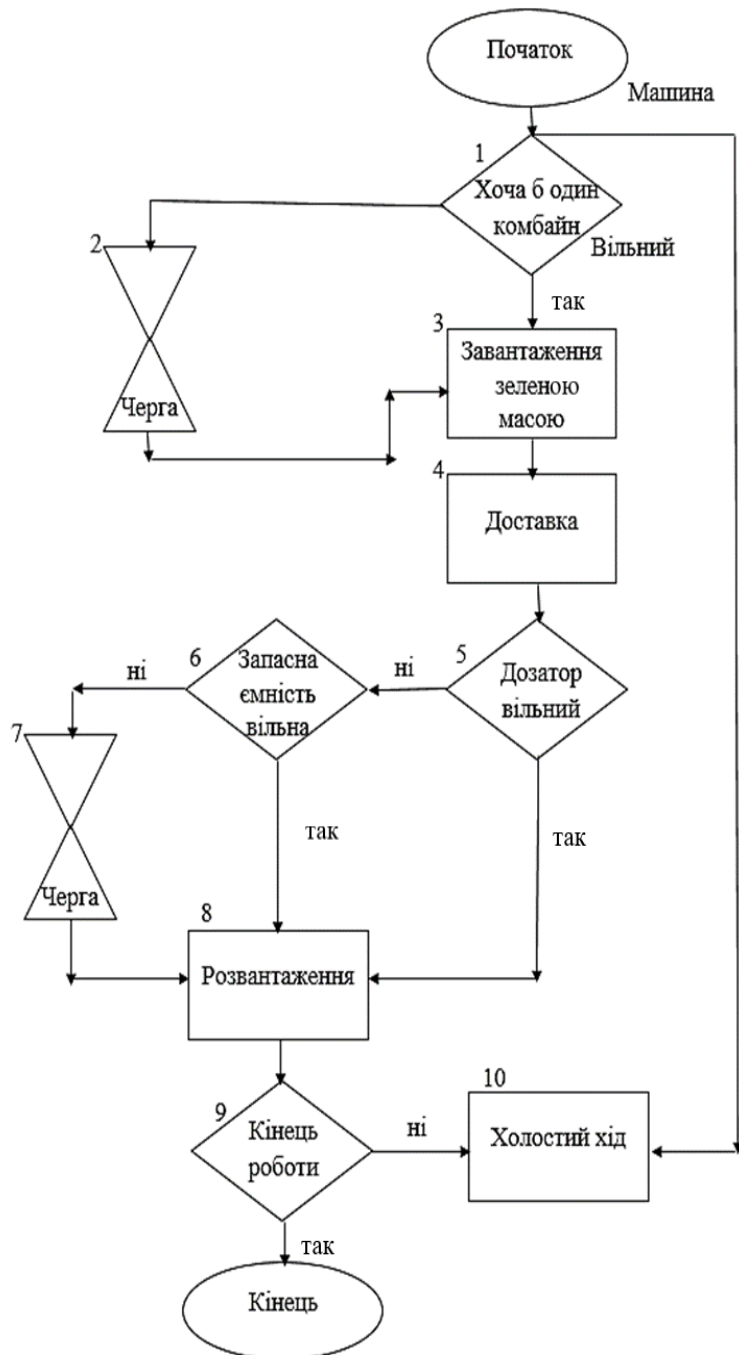 Початок
Машина
1
Хоча б один
комбайн
Вільний
2
так
3
Завантаження
зеленою
масою
Черга
4
Доставка
6
Запасна
ємність
вільна
ні
ні
5
Дозатор
вільний
7
так
так
Черга
8
Розвантаження
9
Кінець
роботи
ні
10
Холостий хід
так
Кінець